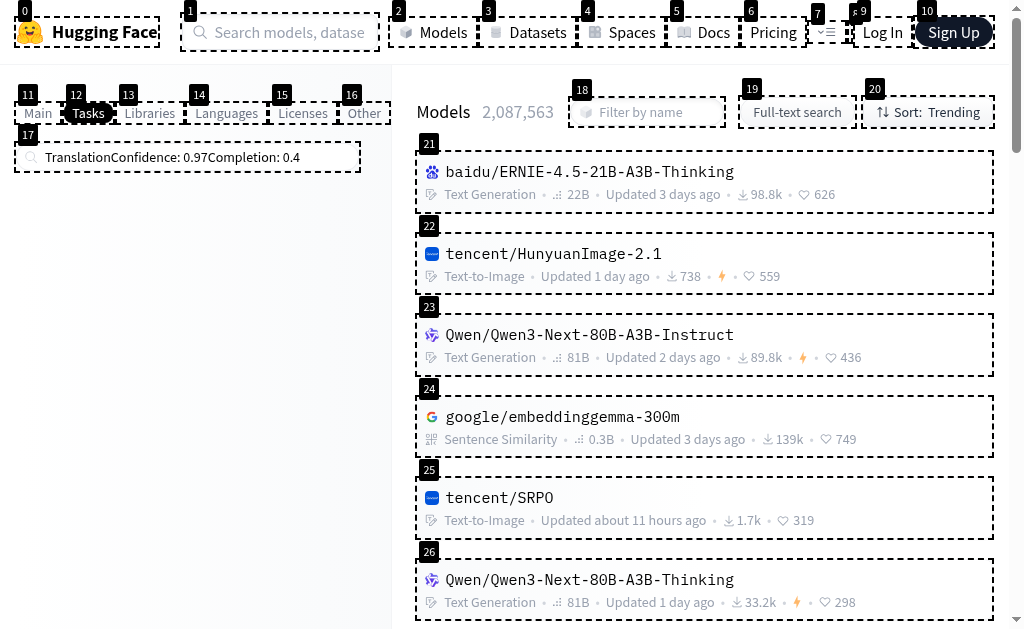 0 1 2 3 4 5 6 7 8 9 10
Hugging Face Search models, datase Models Datasets Spaces Docs Pricing Log In Sign Up
11 12 13 14 15 16
Main Tasks Libraries Languages Licenses Other
17
TranslationConfidence: 0.97Completion: 0.4
18 19 20
Models 2,087,563 Filter by name Full-text search Sort: Trending
21
baidu/ERNIE-4.5-21B-A3B-Thinking
Text Generation • 22B • Updated 3 days ago • 98.8k • 626
22
tencent/HunyuanImage-2.1
Text-to-Image • Updated 1 day ago • 738 • 559
23
Qwen/Qwen3-Next-80B-A3B-Instruct
Text Generation • 81B • Updated 2 days ago • 89.8k • 436
24
google/embeddinggemma-300m
Sentence Similarity • 0.3B • Updated 3 days ago • 139k • 749
25
tencent/SRPO
Text-to-Image • Updated about 11 hours ago • 1.7k • 319
26
Qwen/Qwen3-Next-80B-A3B-Thinking
Text Generation • 81B • Updated 1 day ago • 33.2k • 298